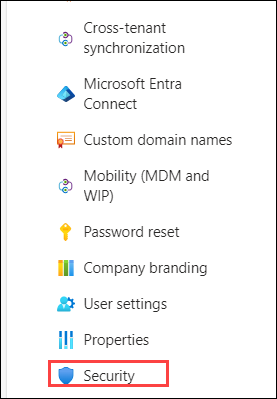 Cross-tenant
synchronization
Microsoft Entra
Connect
Custom domain names
Mobility (MDM and
WIP)
Password reset
Company branding
User settings
Properties
Security